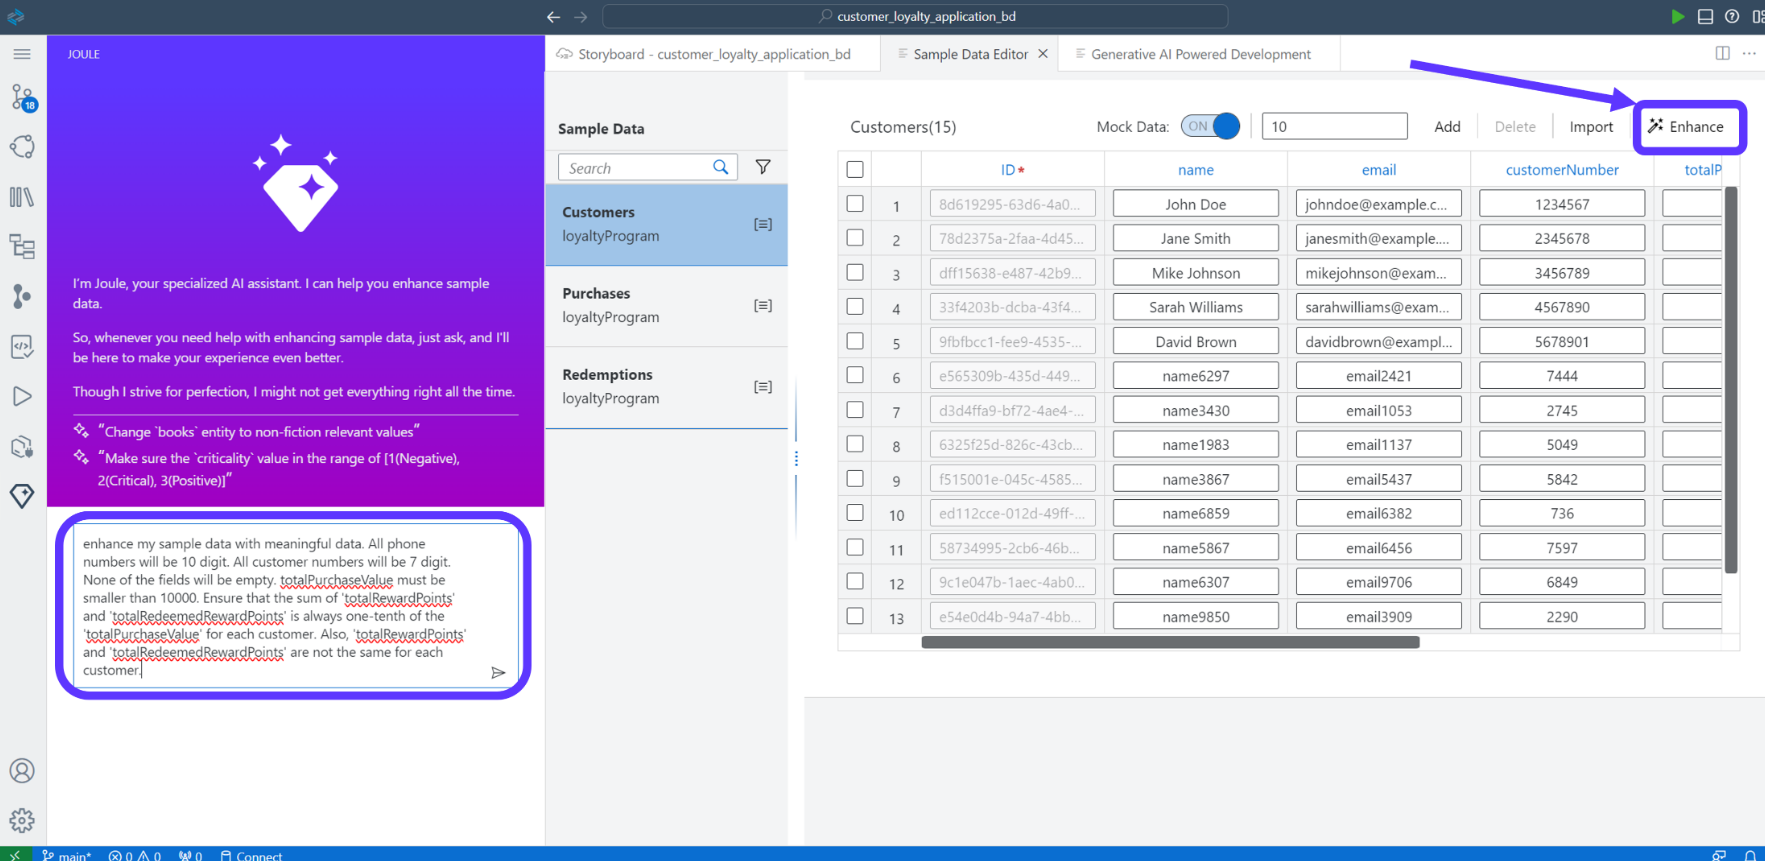 customer_loyalty_application_bd
JOULE
18
I'm Joule, your specialized AI assistant. I can help you enhance sample
data.
So, whenever you need help with enhancing sample data, just ask, and I'll
be here to make your experience even better.
Though I strive for perfection, I might not get everything right all the time.
"Change `books` entity to non-fiction relevant values"
"Make sure the `criticality` value in the range of [1(Negative),
2(Critical), 3(Positive)]"
enhance my sample data with meaningful data. All phone
numbers will be 10 digit. All customer numbers will be 7 digit.
None of the fields will be empty. totalPurchaseValue must be
smaller than 10000. Ensure that the sum of 'totalRewardPoints'
and 'totalRedeemedRewardPoints' is always one-tenth of the
'totalPurchaseValue' for each customer. Also, 'totalRewardPoints'
and 'totalRedeemedRewardPoints' are not the same for each
customer.
Storyboard - customer_loyalty_application_bd
Sample Data Editor
Generative AI Powered Development
Sample Data
Search
Customers
loyaltyProgram
Purchases
loyaltyProgram
Redemptions
loyaltyProgram
Customers(15)
Mock Data: ON 10 Add Delete Import Enhance
ID* name email customerNumber totalP
1 8d619295-63d6-4a0... John Doe johndoe@example.c... 1234567
2 78d2375a-2faa-4d45... Jane Smith janesmith@example.... 2345678
3 dff15638-e487-42b9... Mike Johnson mikejohnson@exam... 3456789
4 33f4203b-dcba-43f4... Sarah Williams sarahwilliams@exam... 4567890
5 9fbfbcc1-fee9-4535-... David Brown davidbrown@exampl... 5678901
6 e565309b-435d-449... name6297 email2421 7444
7 d3d4ffa9-bf72-4ae4-... name3430 email1053 2745
8 6325f25d-826c-43cb... name1983 email1137 5049
9 f515001e-045c-4585... name3867 email5437 5842
10 ed112cce-012d-49ff-... name6859 email6382 736
11 58734995-2cb6-46b... name5867 email6456 7597
12 9c1e047b-1aec-4ab0... name6307 email9706 6849
13 e54e0d4b-94a7-4bb... name9850 email3909 2290
main* 0 0 0 Connect